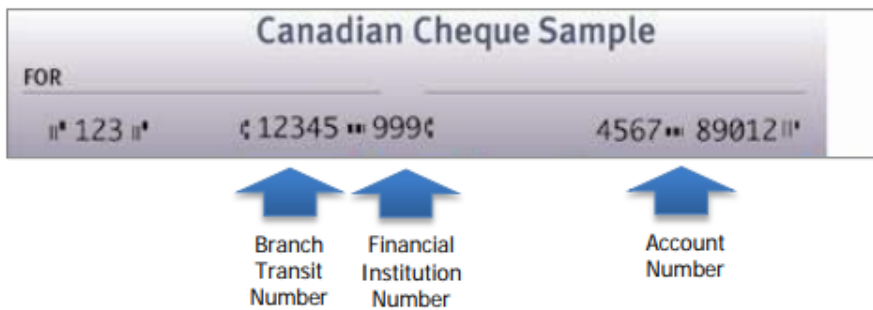 Canadian Cheque Sample
FOR
⑈ 123 ⑈ ⑆ 12345 ⑉ 999 ⑆ 4567 ⑉ 89012 ⑈
Branch Transit Number
Financial Institution Number
Account Number